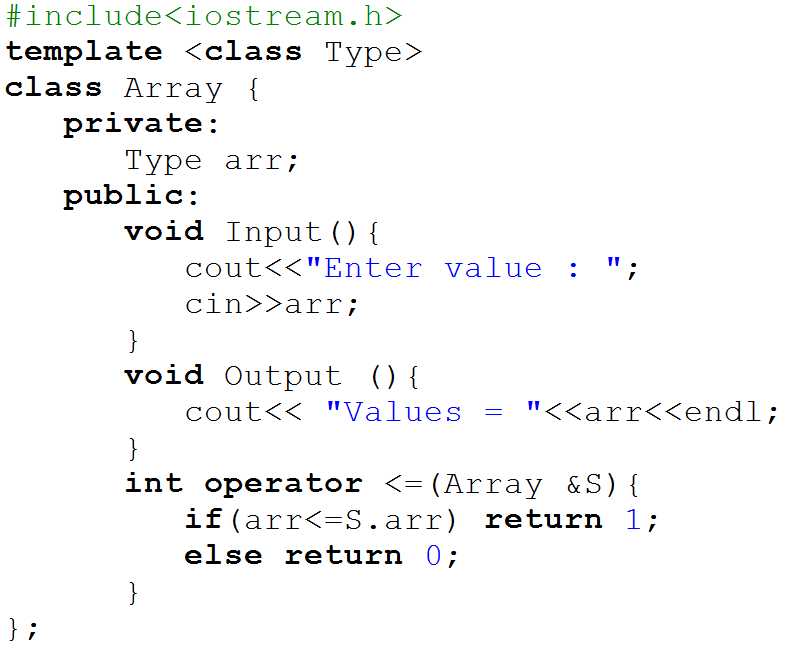 #include<iostream.h>
template <class Type>
class Array {
   private:
      Type arr;
   public:
      void Input(){
         cout<<"Enter value : ";
         cin>>arr;
      }
      void Output (){
         cout<< "Values = "<<arr<<endl;
      }
      int operator <=(Array &S){
         if(arr<=S.arr) return 1;
         else return 0;
      }
};